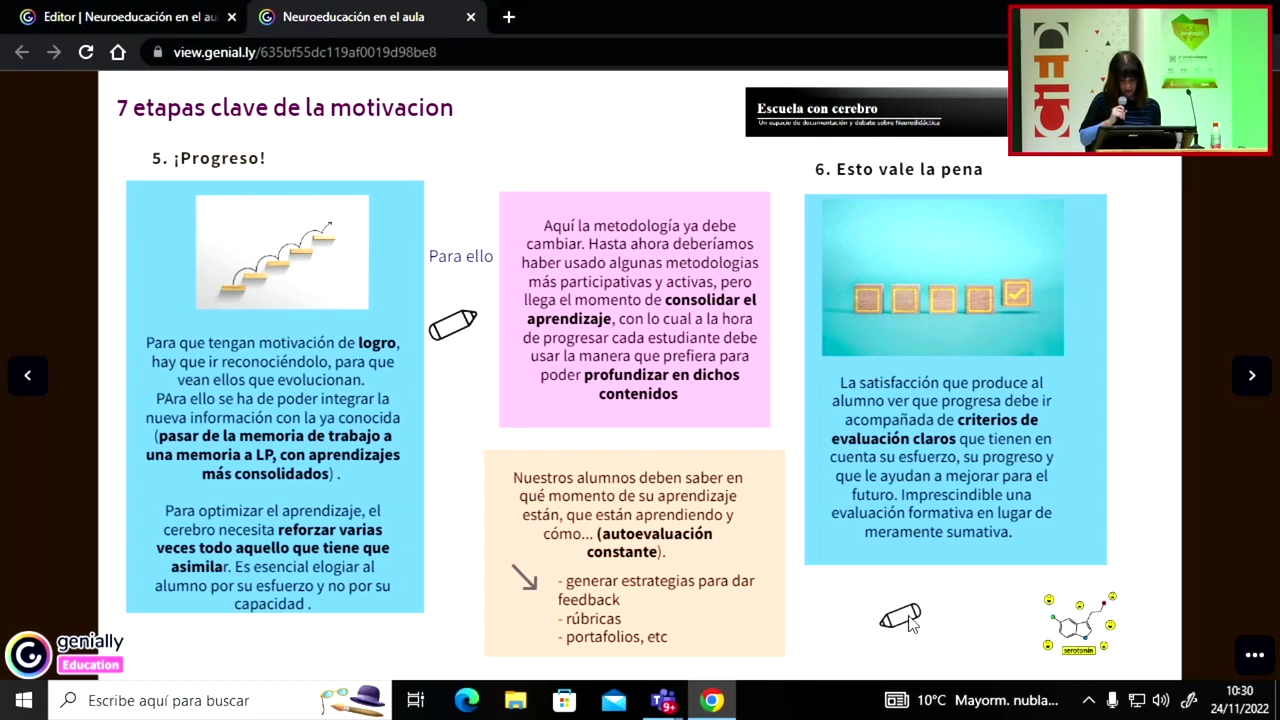 Editor | Neuroeducación en el au
Neuroeducación en el aula
view.genial.ly/635bf55dc119af0019d98be8
7 etapas clave de la motivacion
Escuela con cerebro
Un espacio de documentación y debate sobre Neurodidáctica
CiFED
5. ¡Progreso!
Para que tengan motivación de logro,
hay que ir reconociéndolo, para que
vean ellos que evolucionan.
PAra ello se ha de poder integrar la
nueva información con la ya conocida
(pasar de la memoria de trabajo a
una memoria a LP, con aprendizajes
más consolidados) .
Para optimizar el aprendizaje, el
cerebro necesita reforzar varias
veces todo aquello que tiene que
asimilar. Es esencial elogiar al
alumno por su esfuerzo y no por su
capacidad .
Para ello
Aquí la metodología ya debe
cambiar. Hasta ahora deberíamos
haber usado algunas metodologias
más participativas y activas, pero
llega el momento de consolidar el
aprendizaje, con lo cual a la hora
de progresar cada estudiante debe
usar la manera que prefiera para
poder profundizar en dichos
contenidos
Nuestros alumnos deben saber en
qué momento de su aprendizaje
están, que están aprendiendo y
cómo... (autoevaluación
constante).
- generar estrategias para dar
feedback
- rúbricas
- portafolios, etc
6. Esto vale la pena
La satisfacción que produce al
alumno ver que progresa debe ir
acompañada de criterios de
evaluación claros que tienen en
cuenta su esfuerzo, su progreso y
que le ayudan a mejorar para el
futuro. Imprescindible una
evaluación formativa en lugar de
meramente sumativa.
serotonin
genially
Education
Escribe aquí para buscar
9+
10°C Mayorm. nubla...
10:30
24/11/2022